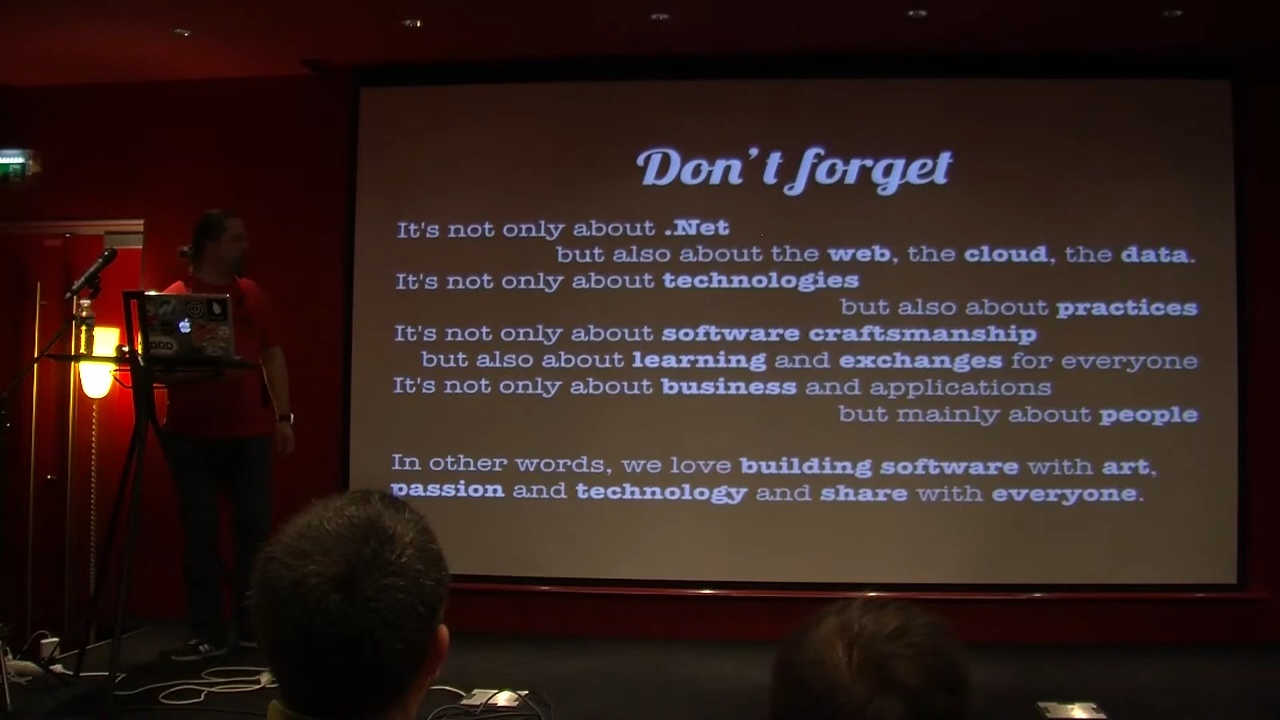 Don't forget
It's not only about .Net
but also about the web, the cloud, the data.
It's not only about technologies
but also about practices
It's not only about software craftsmanship
but also about learning and exchanges for everyone
It's not only about business and applications
but mainly about people
In other words, we love building software with art,
passion and technology and share with everyone.